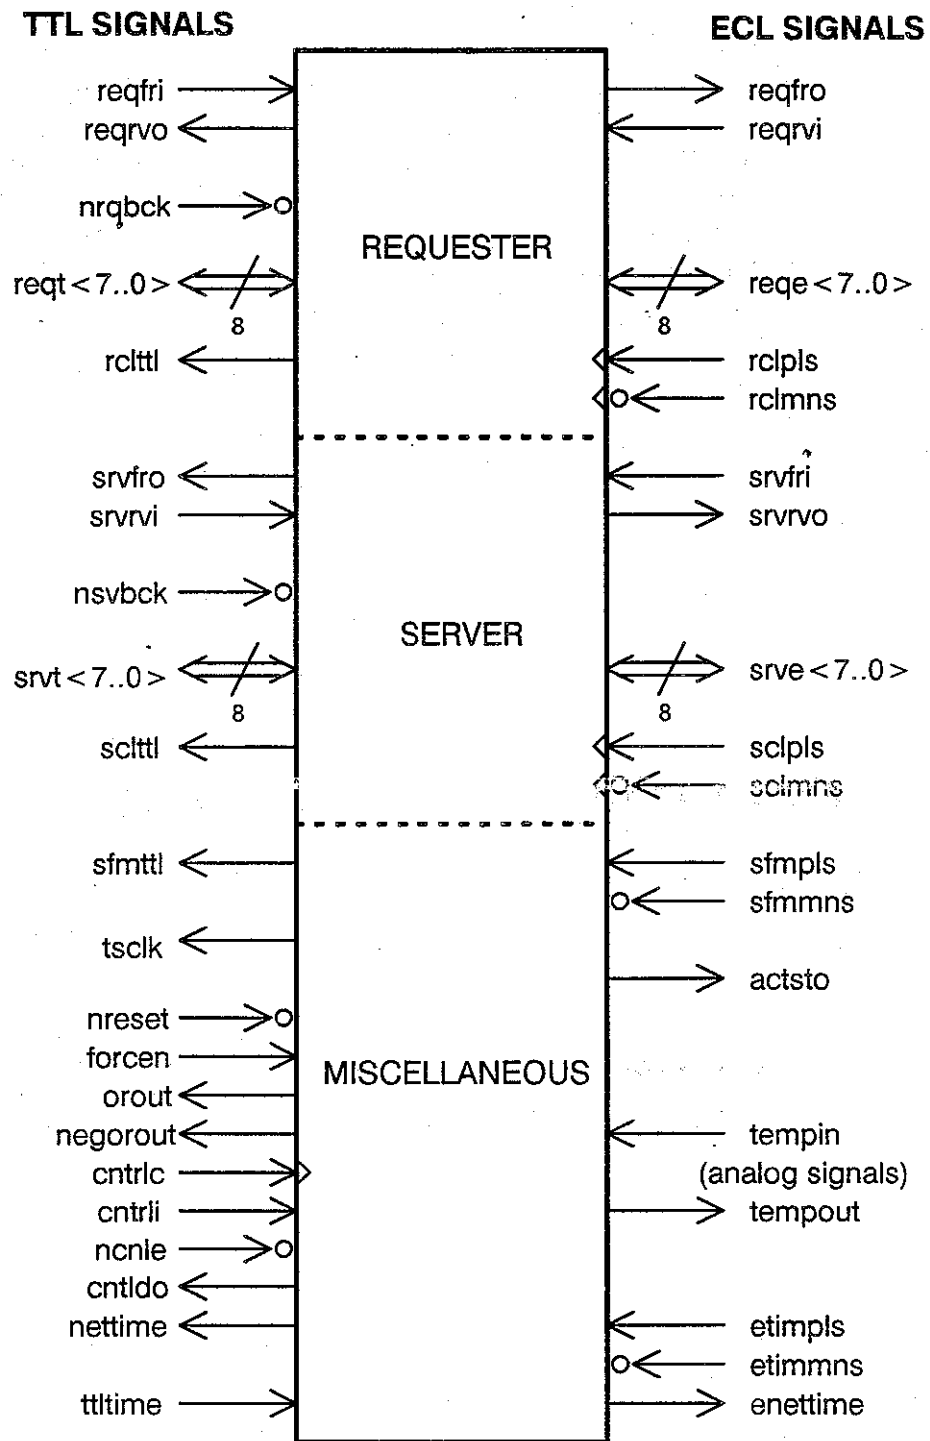 TTL SIGNALS
ECL SIGNALS
reqfri
reqfro
reqrvo
reqrvi
nrqbck
REQUESTER
reqt<7..0>
8
8
reqe<7..0>
rclttl
rclpls
rclmns
srvfro
srvfri
srvrvi
srvrvo
nsvbck
SERVER
srvt<7..0>
8
8
srve<7..0>
sclttl
sclpls
sclmns
sfmttl
sfmpls
sfmmns
tsclk
actsto
nreset
forcen
MISCELLANEOUS
orout
negorout
tempin
cntrlc
(analog signals)
cntrli
tempout
ncnle
cntldo
nettime
etimpls
etimmns
ttltime
enettime